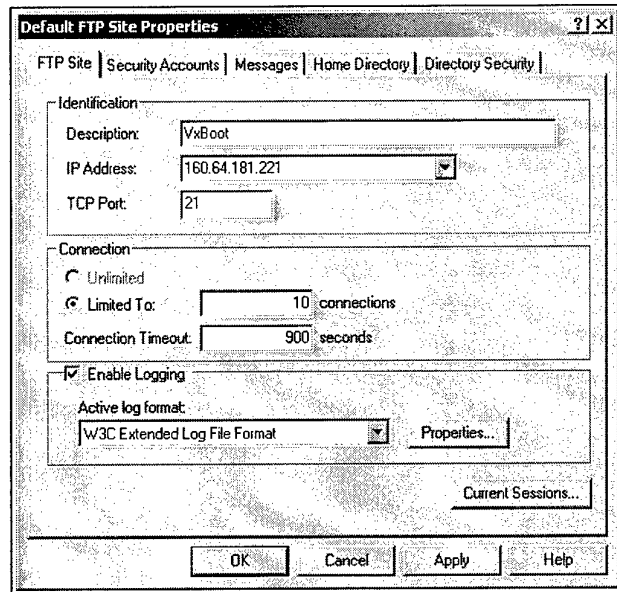 Default FTP Site Properties
FTP Site Security Accounts Messages Home Directory Directory Security
Identification
Description: VxBoot
IP Address: 160.64.181.221
TCP Port: 21
Connection
Unlimited
Limited To: 10 connections
Connection Timeout: 900 seconds
Enable Logging
Active log format:
W3C Extended Log File Format Properties...
Current Sessions...
OK Cancel Apply Help